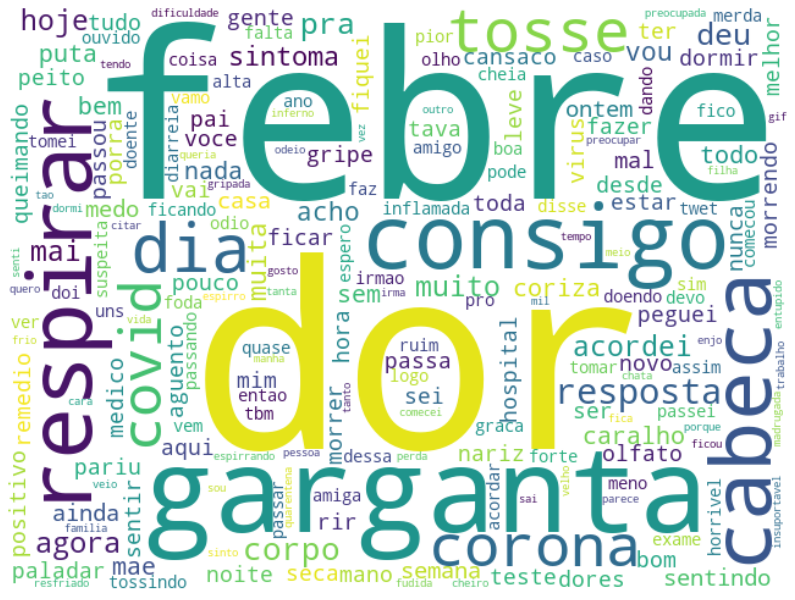 febre
dor
garganta
consigo
respirar
cabeca
tosse
dia
corona
covid
hoje
tudo
dificuldade
gente
pra
preocupada
merda
ouvido
falta
pior
ter
deu
puta
coisa
sintoma
olho
cansaco
caso
vou
dormir
melhor
tendo
alta
fiquei
cheia
dando
peito
vamo
ano
outro
leve
ontem
fico
gif
bem
tomei
passou
doente
porra
diarreia
pai
voce
inferno
vez
tava
boa
fazer
virus
preocupar
queimando
queria
nada
gripe
odeio
amigo
pode
mal
todo
gripada
vai
faz
desde
filha
tao
citar
casa
inflamada
toda
disse
estar
twet
morrendo
dormi
medo
ficando
acho
tempo
nunca
comecou
senti
odio
ficar
meio
mai
suspeita
muita
espero
quero
doi
pouco
gosto
irmao
doendo
sim
uns
foda
espirro
tanta
irma
sem
muito
pro
coriza
devo
entupido
ver
vida
hora
mil
peguei
frio
passando
aguento
quase
ruim
acordei
enjo
remedio
medico
manha
passa
tomar
novo
assim
trabalho
cara
mim
logo
hospital
chata
vem
entao
sei
resposta
tbm
tanto
comecei
ser
passei
madrugada
positivo
aqui
morrer
graca
caralho
porque
pariu
espirrando
pessoa
dessa
perda
nariz
forte
olfato
fica
ficou
veio
sentir
sou
passar
quarentena
amiga
acordar
sai
velho
meno
parece
horrivel
insuportavel
ainda
familia
rir
agora
mae
sinto
corpo
exame
bom
paladar
tossindo
noite
seca
mano
semana
teste
dores
sentindo
resfriado
fudida
cheiro